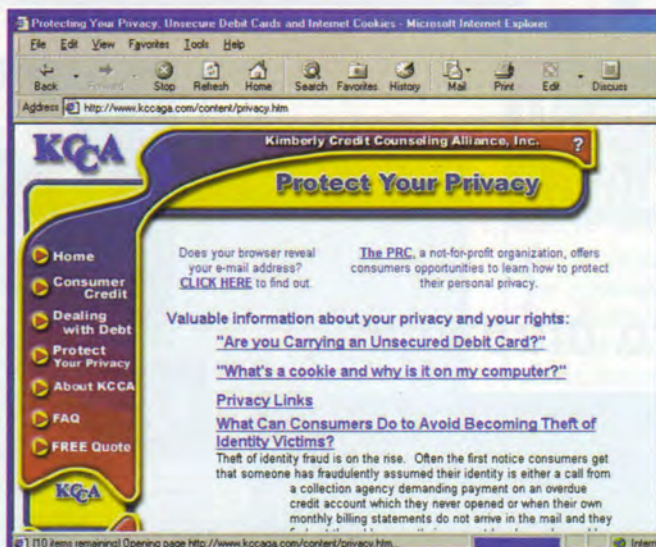 Protecting Your Privacy, Unsecure Debit Cards and Internet Cookies - Microsoft Internet Explorer
File Edit View Favorites Tools Help
Back Forward Stop Refresh Home Search Favorites History Mail Print Edit Discuss
Address http://www.kccaga.com/content/privacy.htm
KCCA
Kimberly Credit Counseling Alliance, Inc. ?
Protect Your Privacy
Home
Consumer
Credit
Dealing
with Debt
Protect
Your Privacy
About KCCA
FAQ
FREE Quote
KCCA
Does your browser reveal
your e-mail address?
CLICK HERE to find out.
The PRC, a not-for-profit organization, offers
consumers opportunities to learn how to protect
their personal privacy.
Valuable information about your privacy and your rights:
"Are you Carrying an Unsecured Debit Card?"
"What's a cookie and why is it on my computer?"
Privacy Links
What Can Consumers Do to Avoid Becoming Theft of
Identity Victims?
Theft of identity fraud is on the rise. Often the first notice consumers get
that someone has fraudulently assumed their identity is either a call from
a collection agency demanding payment on an overdue
credit account which they never opened or when their own
monthly billing statements do not arrive in the mail and they
(10 items remaining) Opening page http://www.kccaga.com/content/privacy.htm...
Intern